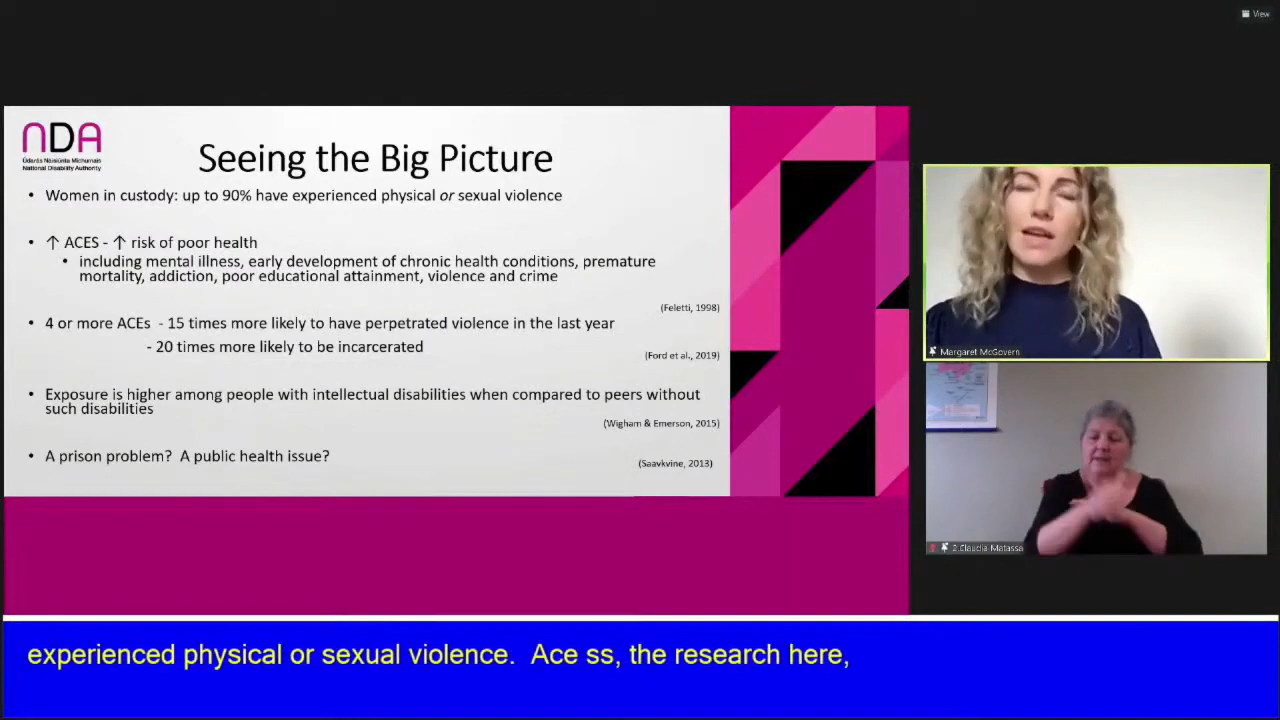 View
NDA
Údarás Náisiúnta Míchumais
National Disability Authority
Seeing the Big Picture
• Women in custody: up to 90% have experienced physical or sexual violence
• ↑ ACES - ↑ risk of poor health
• including mental illness, early development of chronic health conditions, premature
mortality, addiction, poor educational attainment, violence and crime
(Feletti, 1998)
• 4 or more ACEs - 15 times more likely to have perpetrated violence in the last year
- 20 times more likely to be incarcerated
(Ford et al., 2019)
• Exposure is higher among people with intellectual disabilities when compared to peers without
such disabilities
(Wigham & Emerson, 2015)
• A prison problem? A public health issue?
(Saavkvine, 2013)
Margaret McGovern
2.Claudia Matassa
experienced physical or sexual violence. Ace ss, the research here,